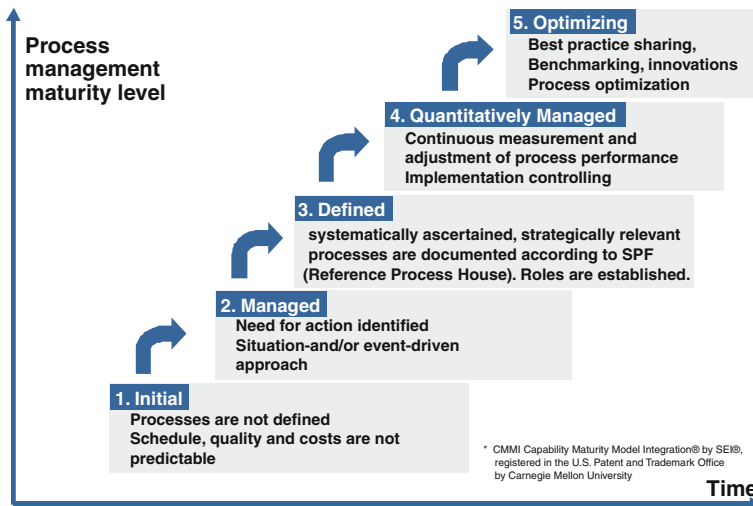 Process
management
maturity level
5. Optimizing
Best practice sharing,
Benchmarking, innovations
Process optimization
4. Quantitatively Managed
Continuous measurement and
adjustment of process performance
Implementation controlling
3. Defined
systematically ascertained, strategically relevant
processes are documented according to SPF
(Reference Process House). Roles are established.
2. Managed
Need for action identified
Situation-and/or event-driven
approach
1. Initial
Processes are not defined
Schedule, quality and costs are not
predictable
* CMMI Capability Maturity Model Integration® by SEI®,
registered in the U.S. Patent and Trademark Office
by Carnegie Mellon University
Time